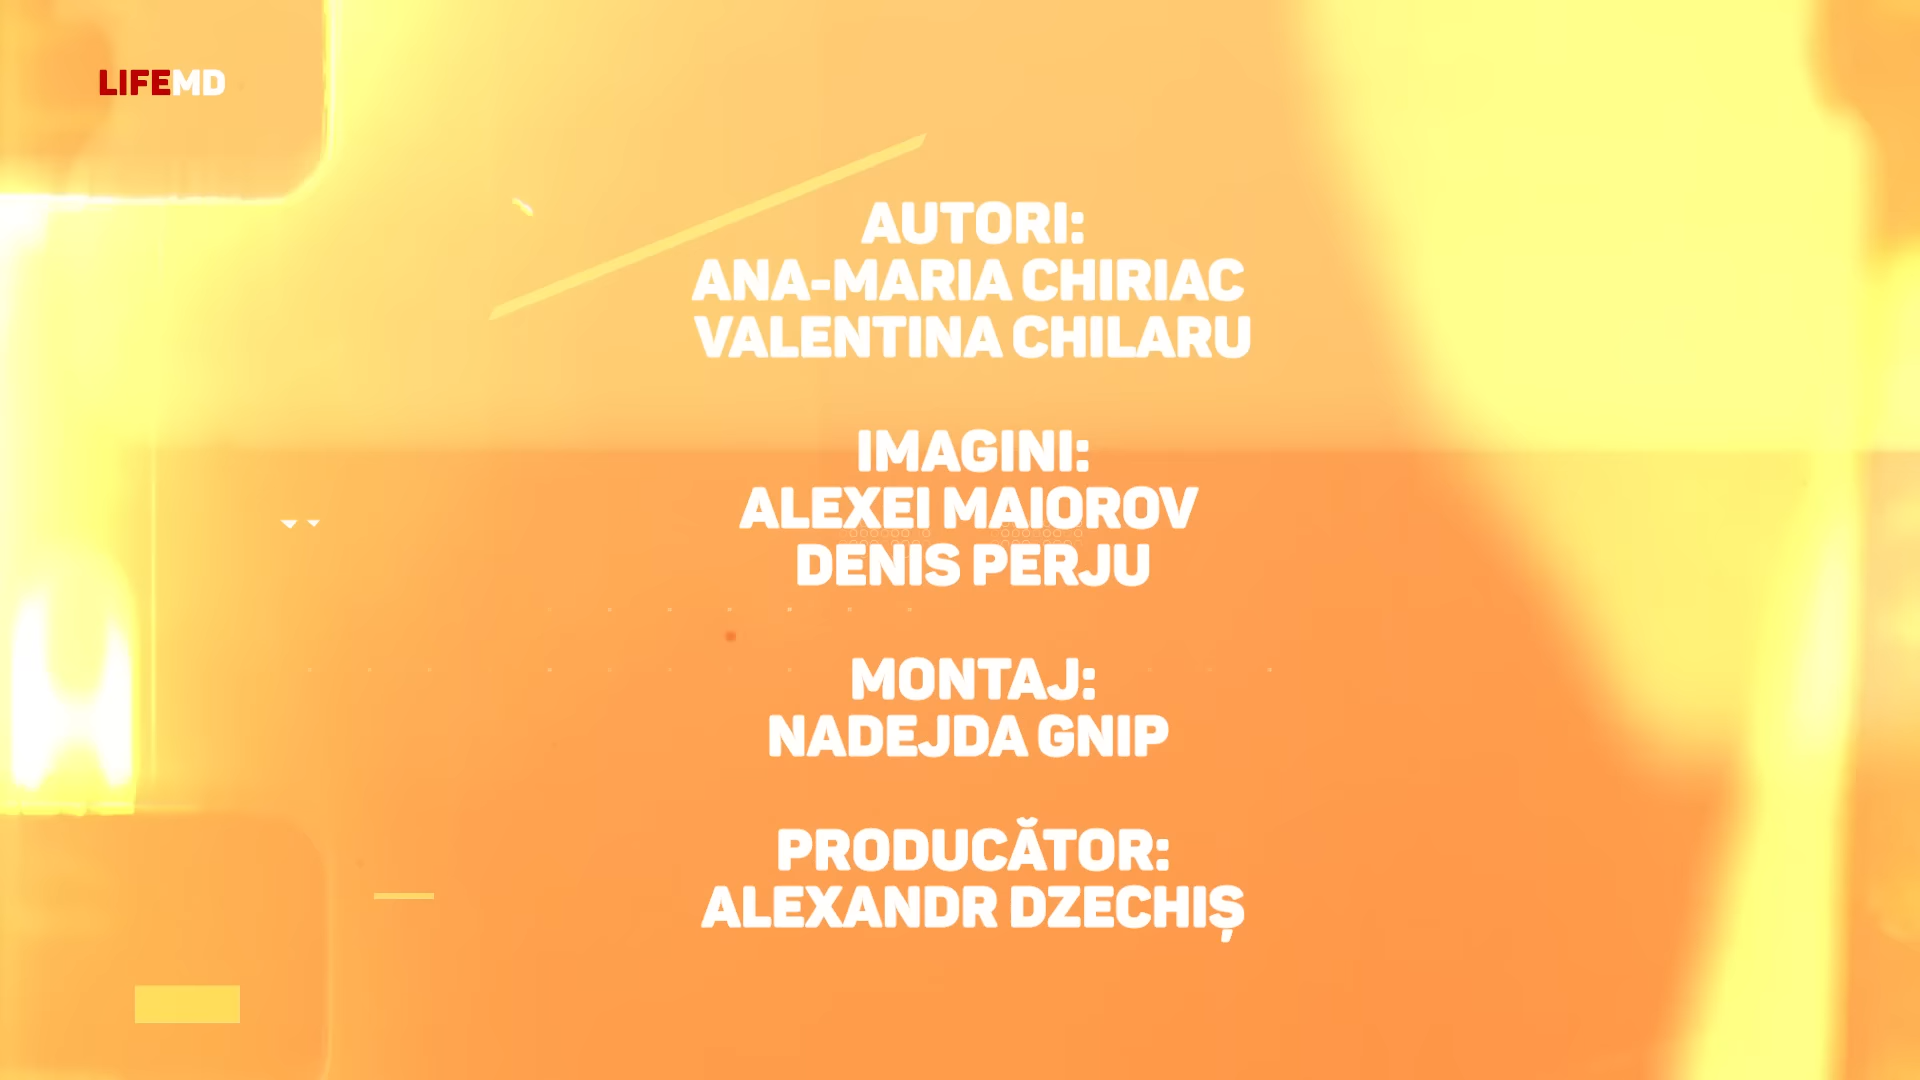 LIFEMD
AUTORI:
ANA-MARIA CHIRIAC
VALENTINA CHILARU
IMAGINI:
ALEXEI MAIOROV
DENIS PERJU
MONTAJ:
NADEJDA GNIP
PRODUCĂTOR:
ALEXANDR DZECHIȘ